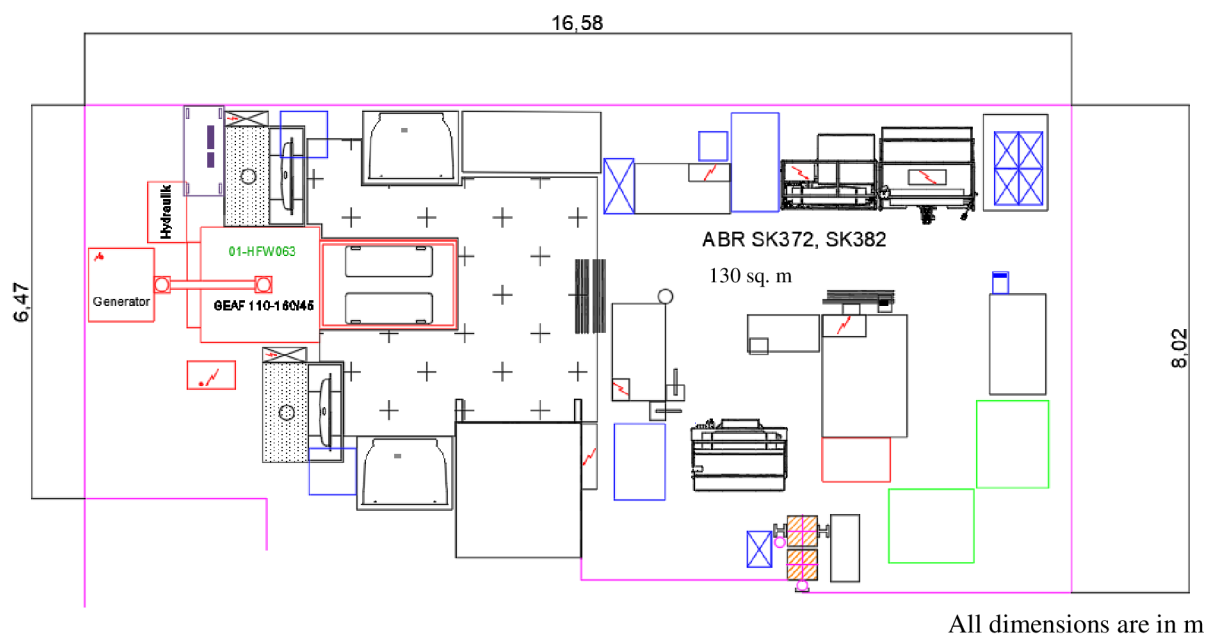 16,58
Hydraulik
01-HFW063
ABR SK372, SK382
130 sq. m
Generator
GEAF 110-160/45
6,47
8,02
All dimensions are in m